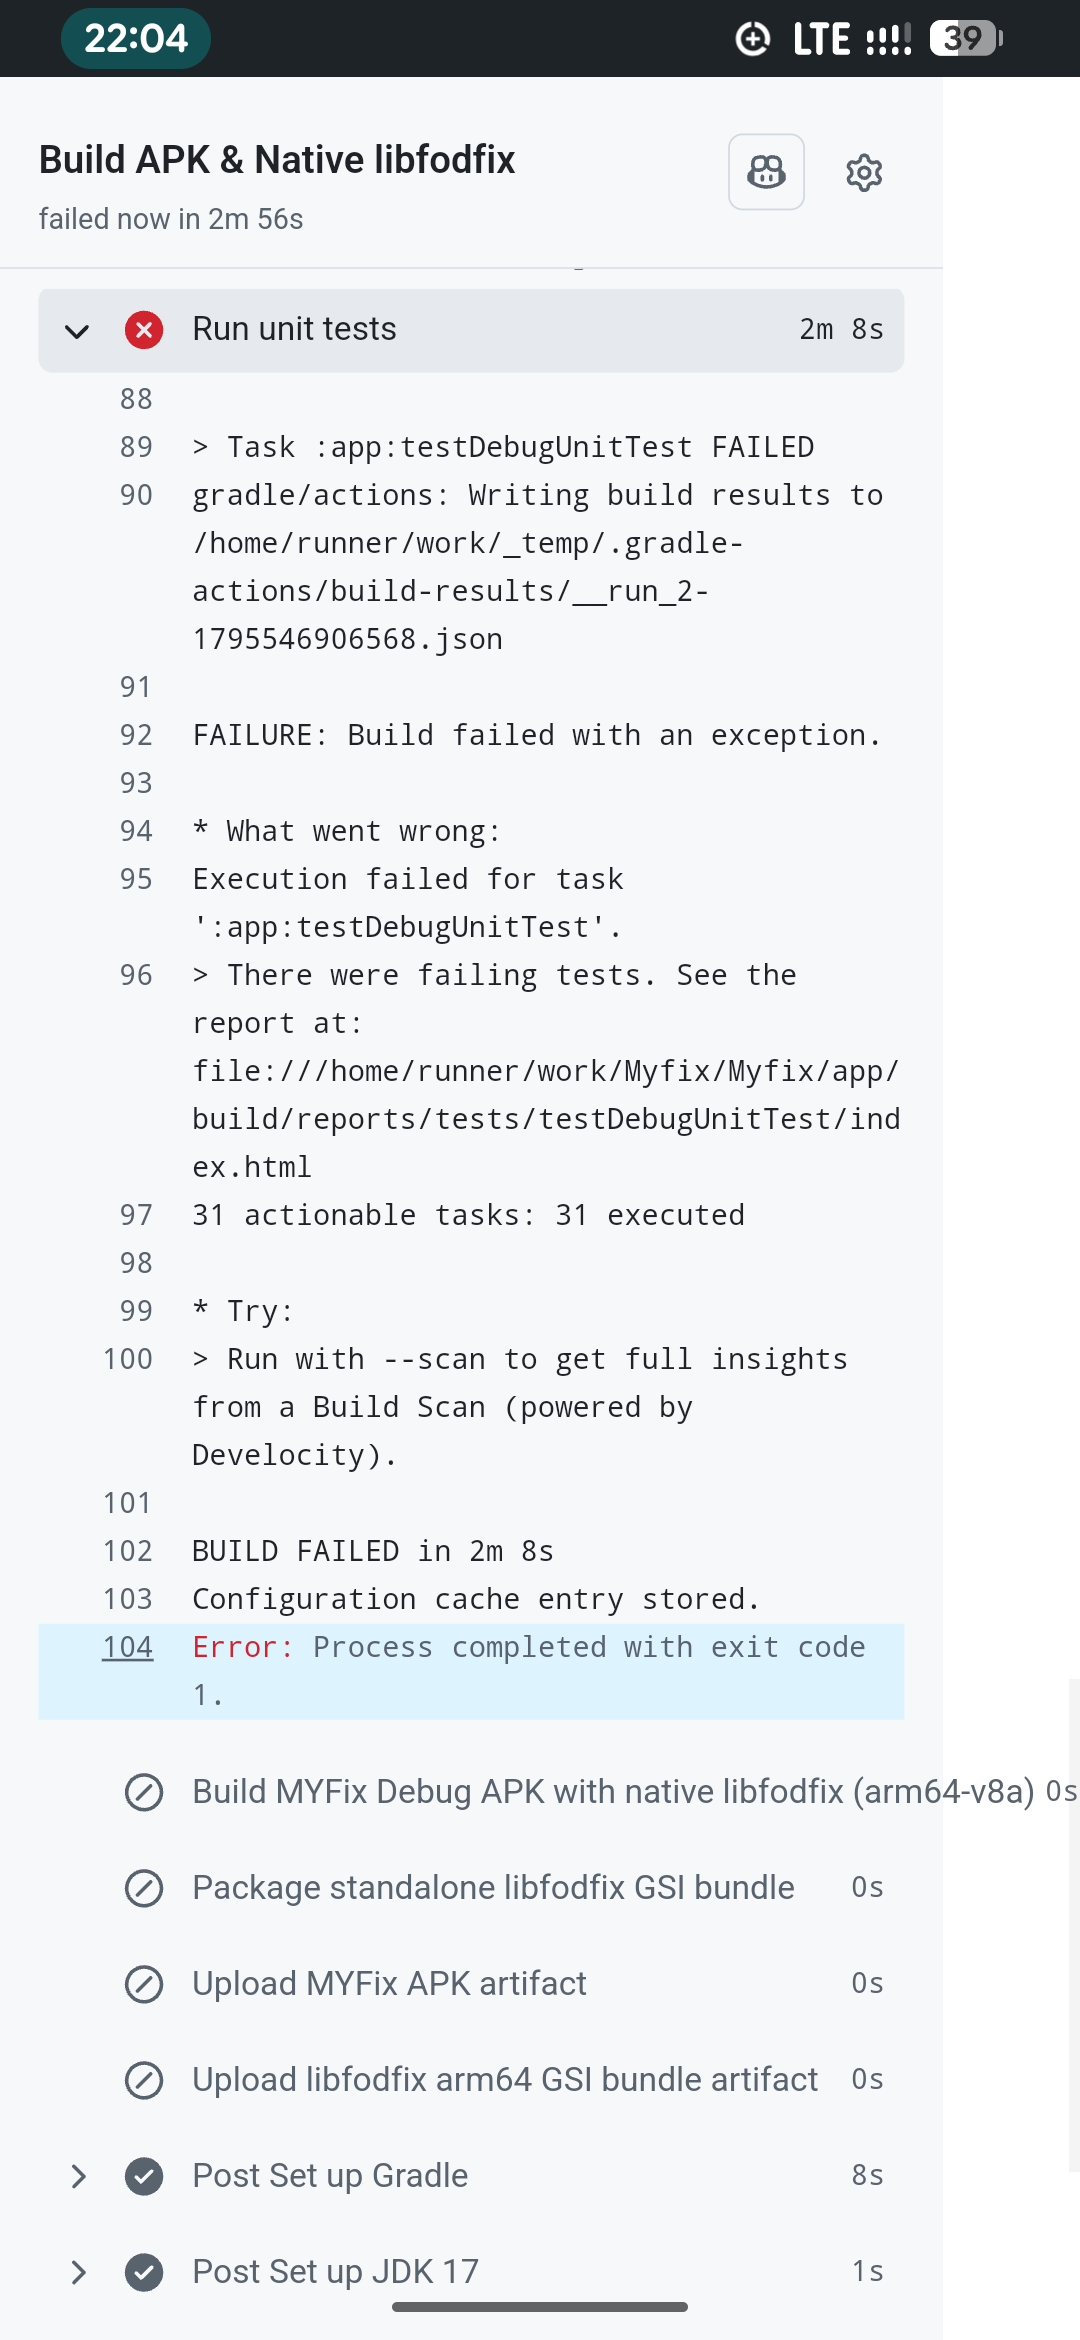 22:04
LTE
39
Build APK & Native libfodfix
failed now in 2m 56s
Run unit tests 2m 8s
88
89 > Task :app:testDebugUnitTest FAILED
90 gradle/actions: Writing build results to
/home/runner/work/_temp/.gradle-
actions/build-results/__run_2-
1795546906568.json
91
92 FAILURE: Build failed with an exception.
93
94 * What went wrong:
95 Execution failed for task
':app:testDebugUnitTest'.
96 > There were failing tests. See the
report at:
file:///home/runner/work/Myfix/Myfix/app/
build/reports/tests/testDebugUnitTest/ind
ex.html
97 31 actionable tasks: 31 executed
98
99 * Try:
100 > Run with --scan to get full insights
from a Build Scan (powered by
Develocity).
101
102 BUILD FAILED in 2m 8s
103 Configuration cache entry stored.
104 Error: Process completed with exit code
1.
Build MYFix Debug APK with native libfodfix (arm64-v8a) 0s
Package standalone libfodfix GSI bundle 0s
Upload MYFix APK artifact 0s
Upload libfodfix arm64 GSI bundle artifact 0s
Post Set up Gradle 8s
Post Set up JDK 17 1s